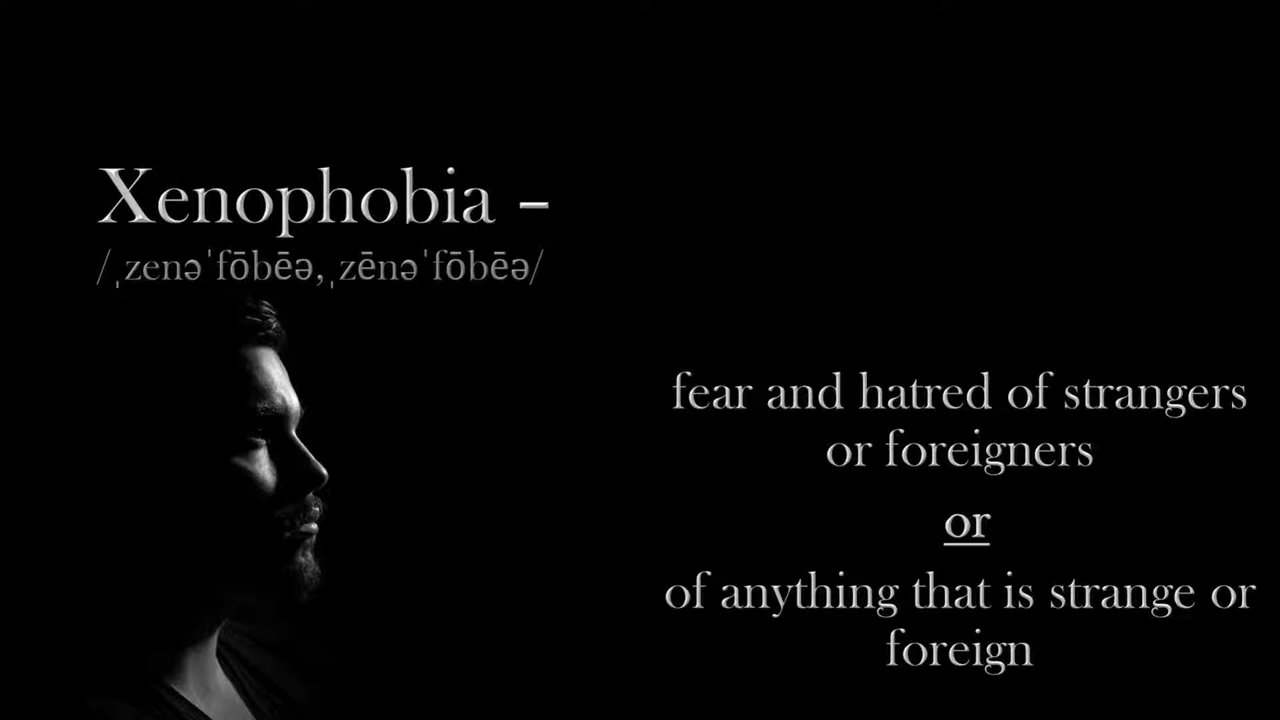 Xenophobia –
/ˌzenəˈfōbēə,ˌzēnəˈfōbēə/
fear and hatred of strangers
or foreigners
or
of anything that is strange or
foreign